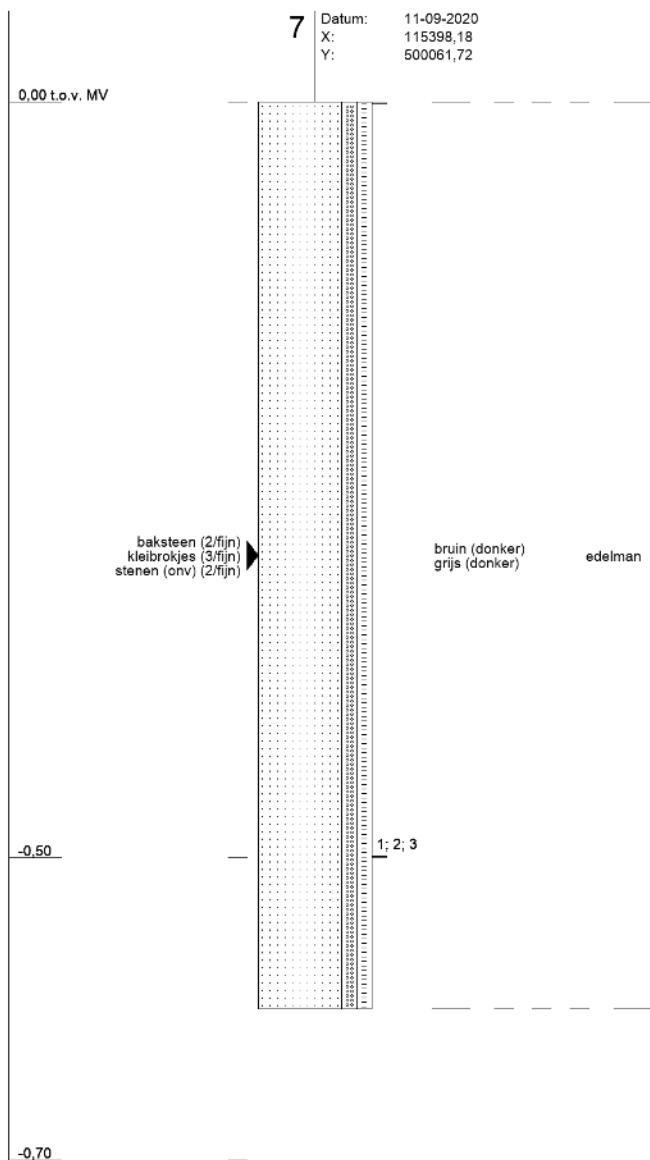 7
Datum: 11-09-2020
X: 115398,18
Y: 500061,72
0,00 t.o.v. MV
baksteen (2/fijn)
kleibrokjes (3/fijn)
stenen (onv) (2/fijn)
bruin (donker)
grijs (donker)
edelman
1; 2; 3
-0,50
-0,70